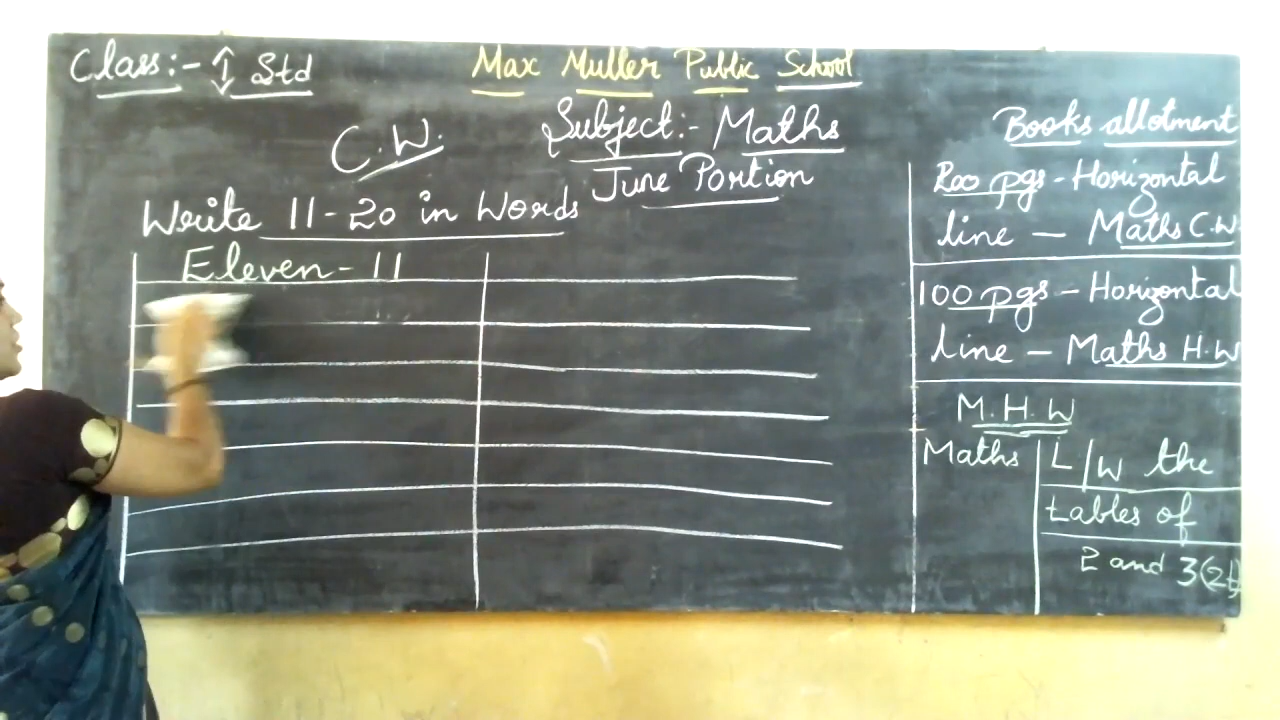 Class:- I Std
Max Muller Public School
Subject:- Maths
C.W.
June Portion
Write 11-20 in Words
Eleven - 11
Books allotment
200 pgs - Horizontal
line - Maths C.W.
100 pgs - Horizontal
line - Maths H.W
M.H.W
Maths
L/W the
tables of
2 and 3(2t)